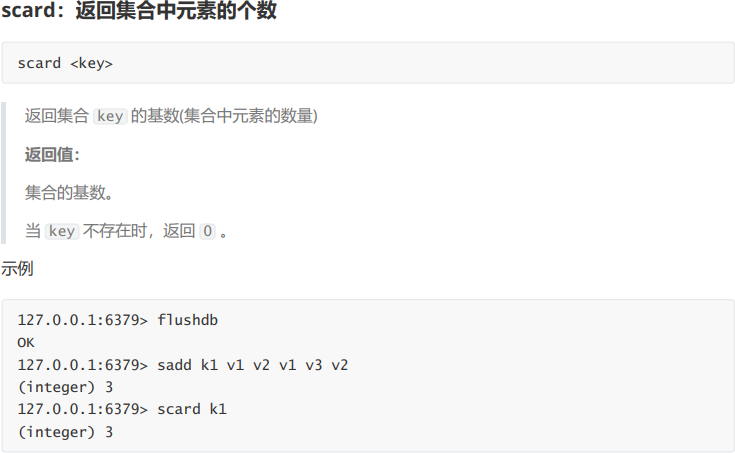 scard：返回集合中元素的个数
scard <key>
返回集合 key 的基数(集合中元素的数量)
返回值：
集合的基数。
当 key 不存在时，返回 0 。
示例
127.0.0.1:6379> flushdb
OK
127.0.0.1:6379> sadd k1 v1 v2 v1 v3 v2
(integer) 3
127.0.0.1:6379> scard k1
(integer) 3